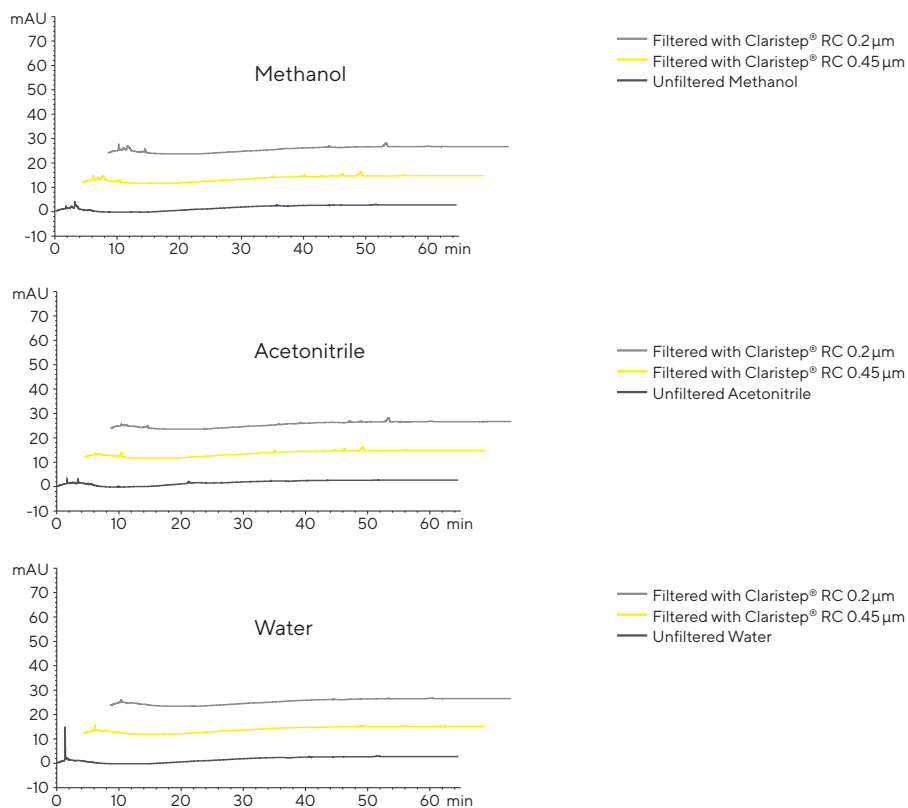 mAU
70
60
50
40
30
20
10
0
-10
Methanol
0 10 20 30 40 50 60 min
Filtered with Claristep® RC 0.2 µm
Filtered with Claristep® RC 0.45 µm
Unfiltered Methanol
mAU
70
60
50
40
30
20
10
0
-10
Acetonitrile
0 10 20 30 40 50 60 min
Filtered with Claristep® RC 0.2 µm
Filtered with Claristep® RC 0.45 µm
Unfiltered Acetonitrile
mAU
70
60
50
40
30
20
10
0
-10
Water
0 10 20 30 40 50 60 min
Filtered with Claristep® RC 0.2 µm
Filtered with Claristep® RC 0.45 µm
Unfiltered Water